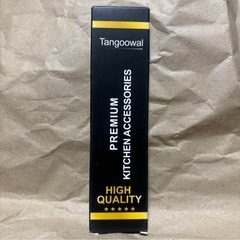 Tangoowal
PREMIUM
KITCHEN ACCESSORIES
HIGH
QUALITY